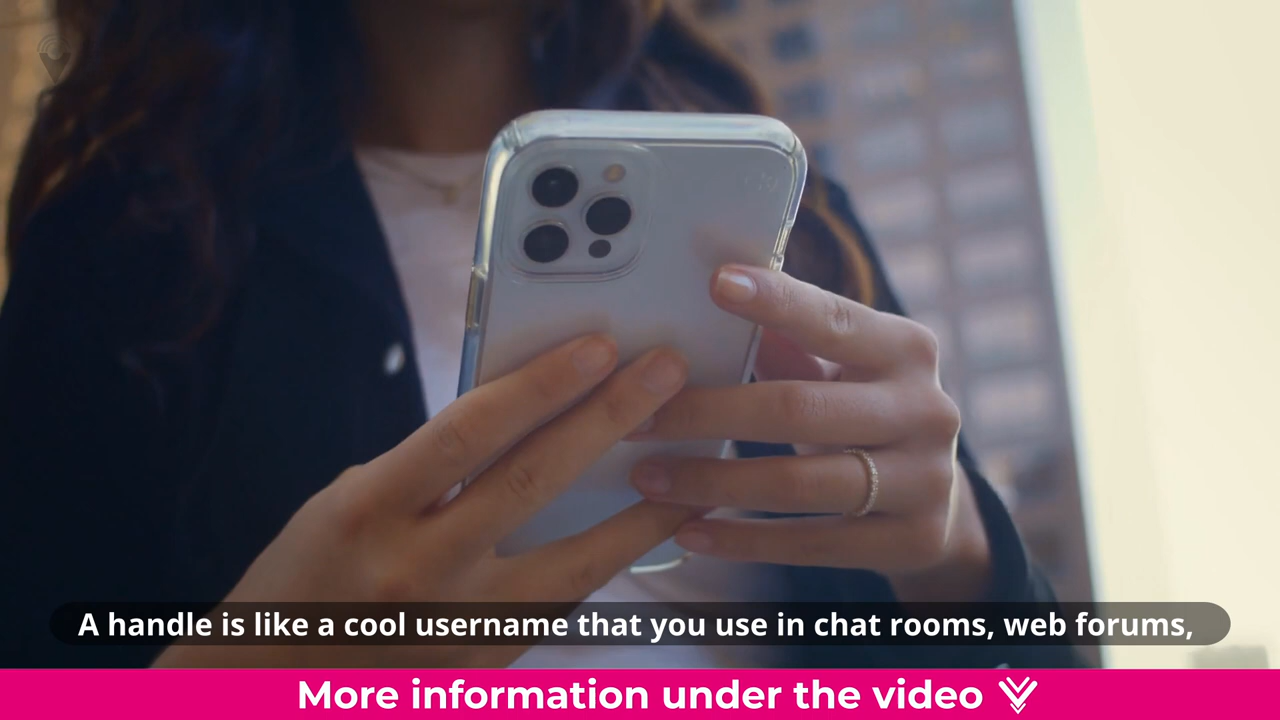 A handle is like a cool username that you use in chat rooms, web forums,
More information under the video